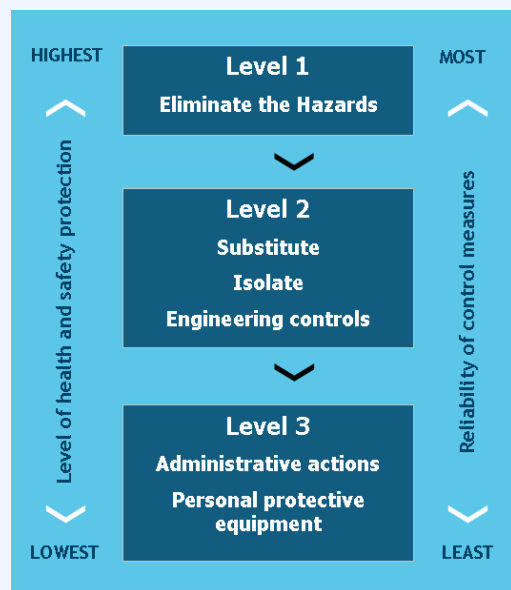 HIGHEST
MOST
Level 1
Eliminate the Hazards
Level of health and safety protection
Reliability of control measures
Level 2
Substitute
Isolate
Engineering controls
Level 3
Administrative actions
Personal protective
equipment
LOWEST
LEAST